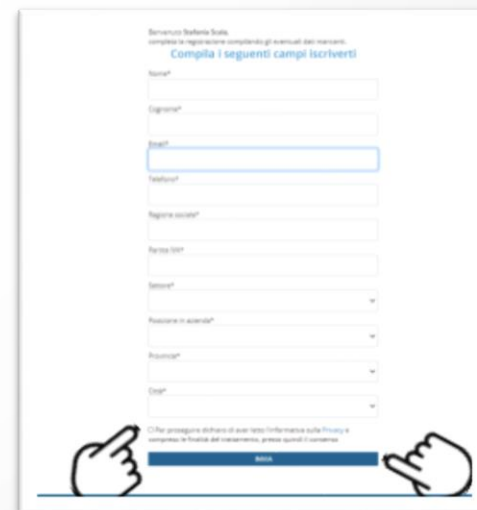 Benvenuto Stefania Scala,
completa la registrazione compilando gli eventuali dati mancanti.
Compila i seguenti campi iscriverti
Nome*
Cognome*
Email*
Telefono*
Ragione sociale*
Partita IVA*
Settore*
Posizione in azienda*
Provincia*
Città*
Per proseguire dichiaro di aver letto l'informativa sulla Privacy e
compreso le finalità del trattamento, presto quindi il consenso
INVIA